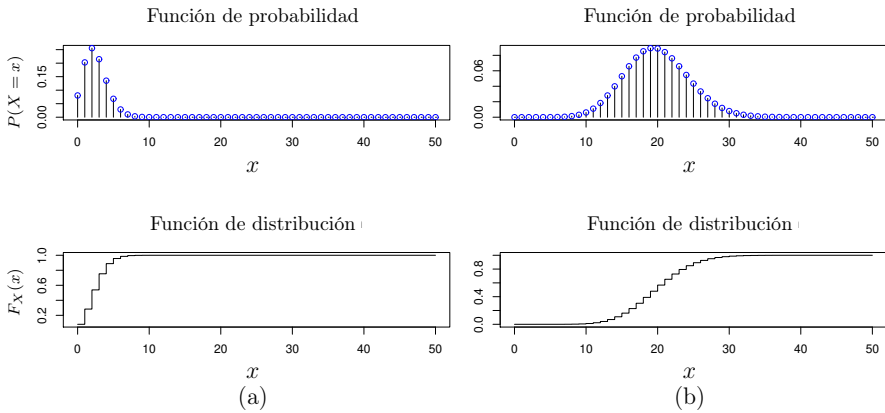 Función de probabilidad
P(X = x)
0.00 0.15
0 10 20 30 40 50
x
Función de distribución
F_X(x)
0.2 0.6 1.0
0 10 20 30 40 50
x
(a)
Función de probabilidad
0.00 0.06
0 10 20 30 40 50
x
Función de distribución
0.0 0.4 0.8
0 10 20 30 40 50
x
(b)